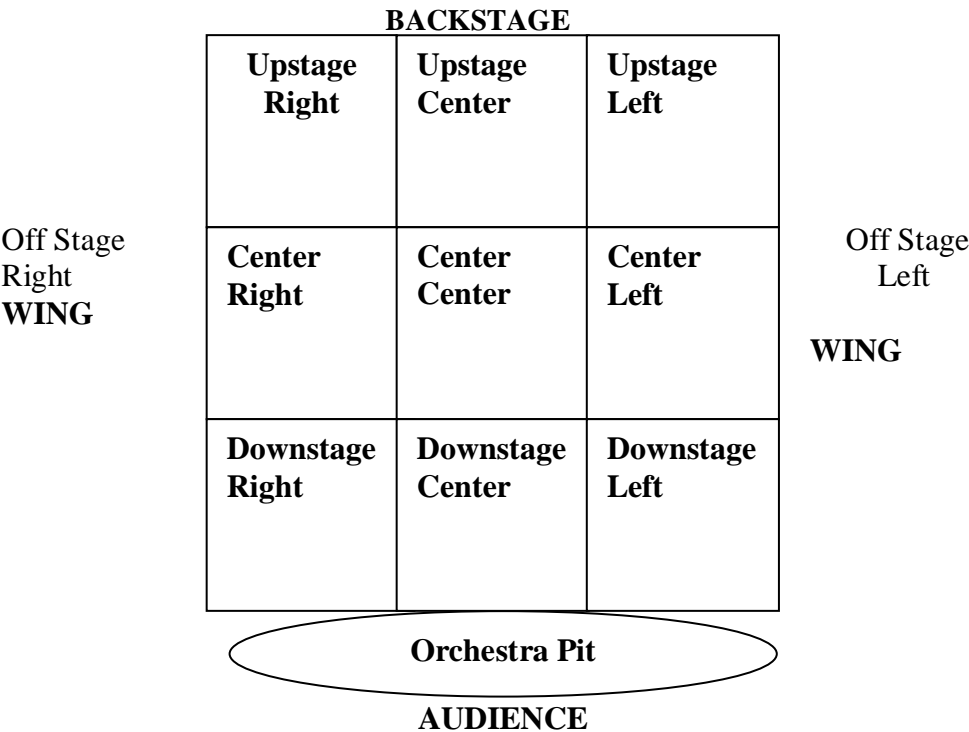 BACKSTAGE
Upstage
Right
Upstage
Center
Upstage
Left
Off Stage
Right
WING
Center
Right
Center
Center
Center
Left
Off Stage
Left
WING
Downstage
Right
Downstage
Center
Downstage
Left
Orchestra Pit
AUDIENCE